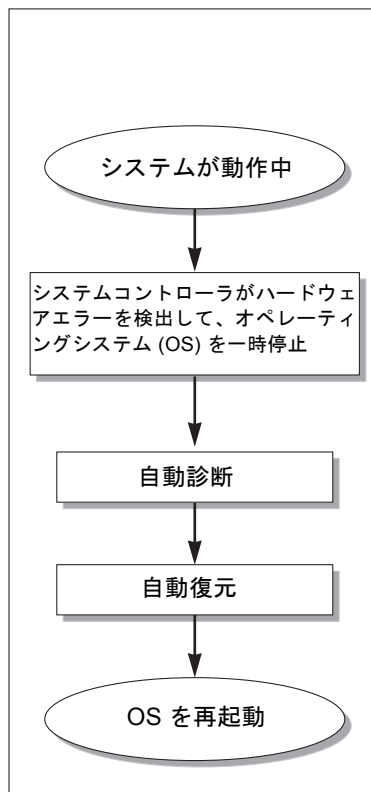 システムが動作中
システムコントローラがハードウェ
アエラーを検出して、オペレーティ
ングシステム (OS) を一時停止
自動診断
自動復元
OS を再起動